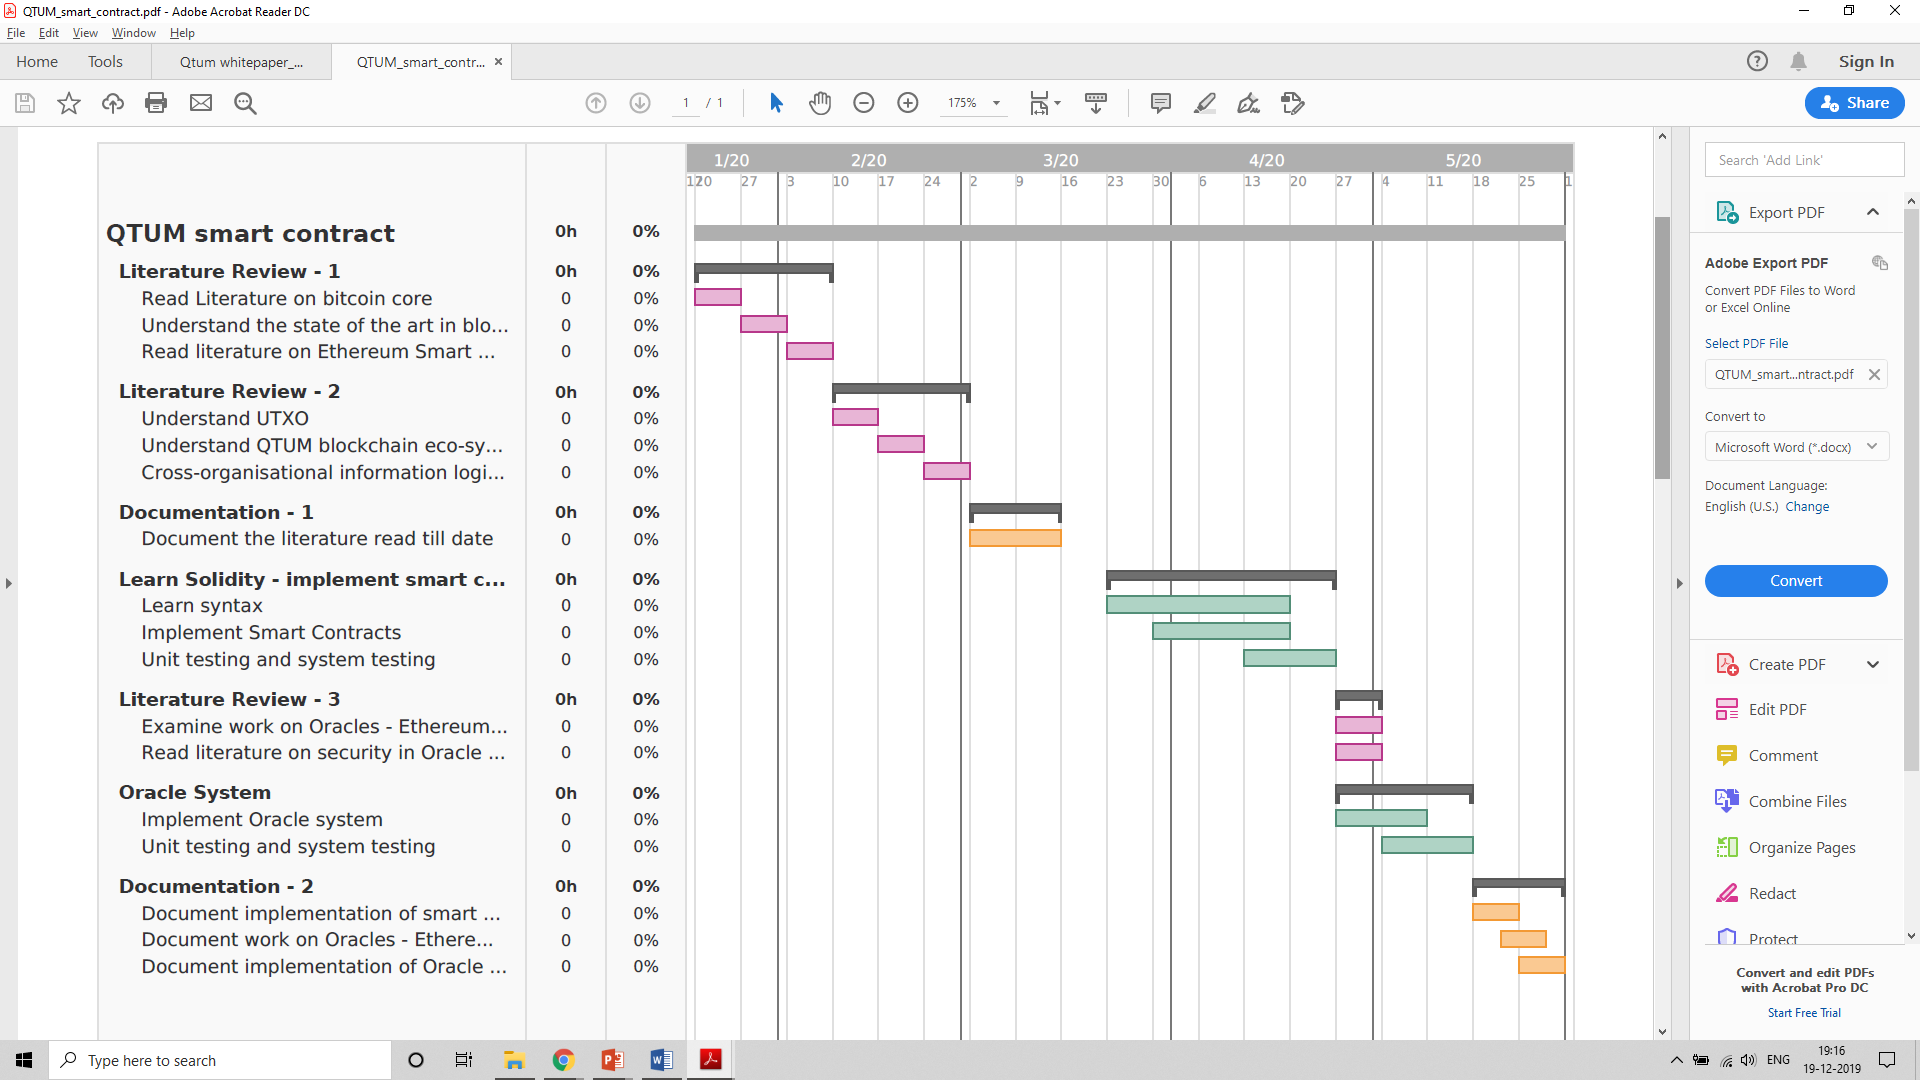 QTUM_smart_contract.pdf - Adobe Acrobat Reader DC
File Edit View Window Help
Home Tools Qtum whitepaper_... QTUM_smart_contr... Sign In
1 / 1 175% Share
1/20 2/20 3/20 4/20 5/20
20 27 3 10 17 24 2 9 16 23 30 6 13 20 27 4 11 18 25 1
QTUM smart contract 0h 0%
Literature Review - 1 0h 0%
Read Literature on bitcoin core 0 0%
Understand the state of the art in blo... 0 0%
Read literature on Ethereum Smart ... 0 0%
Literature Review - 2 0h 0%
Understand UTXO 0 0%
Understand QTUM blockchain eco-sy... 0 0%
Cross-organisational information logi... 0 0%
Documentation - 1 0h 0%
Document the literature read till date 0 0%
Learn Solidity - implement smart c... 0h 0%
Learn syntax 0 0%
Implement Smart Contracts 0 0%
Unit testing and system testing 0 0%
Literature Review - 3 0h 0%
Examine work on Oracles - Ethereum... 0 0%
Read literature on security in Oracle ... 0 0%
Oracle System 0h 0%
Implement Oracle system 0 0%
Unit testing and system testing 0 0%
Documentation - 2 0h 0%
Document implementation of smart ... 0 0%
Document work on Oracles - Ethere... 0 0%
Document implementation of Oracle ... 0 0%
Search 'Add Link'
Export PDF
Adobe Export PDF
Convert PDF Files to Word
or Excel Online
Select PDF File
QTUM_smart...ntract.pdf
Convert to
Microsoft Word (*.docx)
Document Language:
English (U.S.) Change
Convert
Create PDF
Edit PDF
Comment
Combine Files
Organize Pages
Redact
Protect
Convert and edit PDFs
with Acrobat Pro DC
Start Free Trial
Type here to search
ENG
19:16
19-12-2019